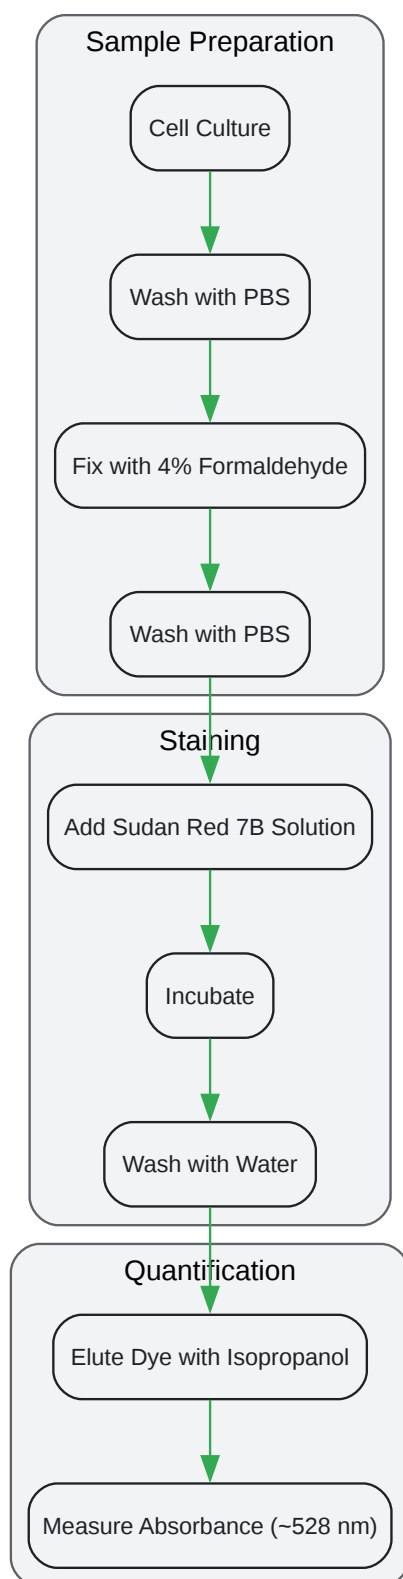 Sample Preparation
Cell Culture
Wash with PBS
Fix with 4% Formaldehyde
Wash with PBS
Staining
Add Sudan Red 7B Solution
Incubate
Wash with Water
Quantification
Elute Dye with Isopropanol
Measure Absorbance (~528 nm)